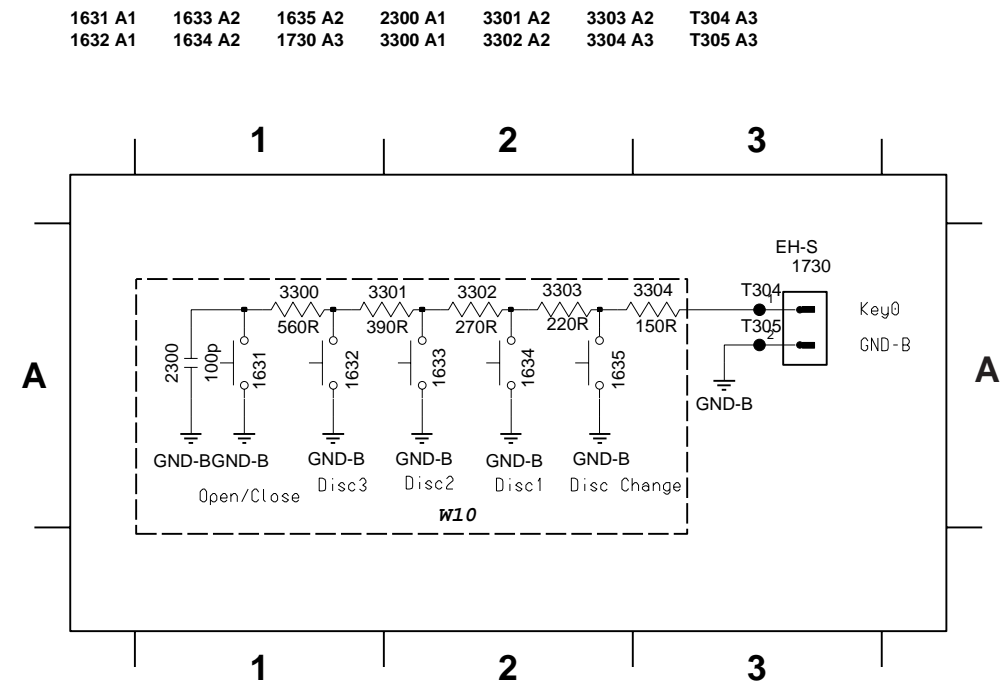 1631 A1 1633 A2 1635 A2 2300 A1 3301 A2 3303 A2 T304 A3
1632 A1 1634 A2 1730 A3 3300 A1 3302 A2 3304 A3 T305 A3
1 2 3
EH-S
1730
3300 3301 3302 3303 3304 T304 1 Key0
560R 390R 270R 220R 150R T305 2 GND-B
A 2300 100p 1631 1632 1633 1634 1635 A
GND-B
GND-B GND-B GND-B GND-B GND-B GND-B
Open/Close Disc3 Disc2 Disc1 Disc Change
W10
1 2 3